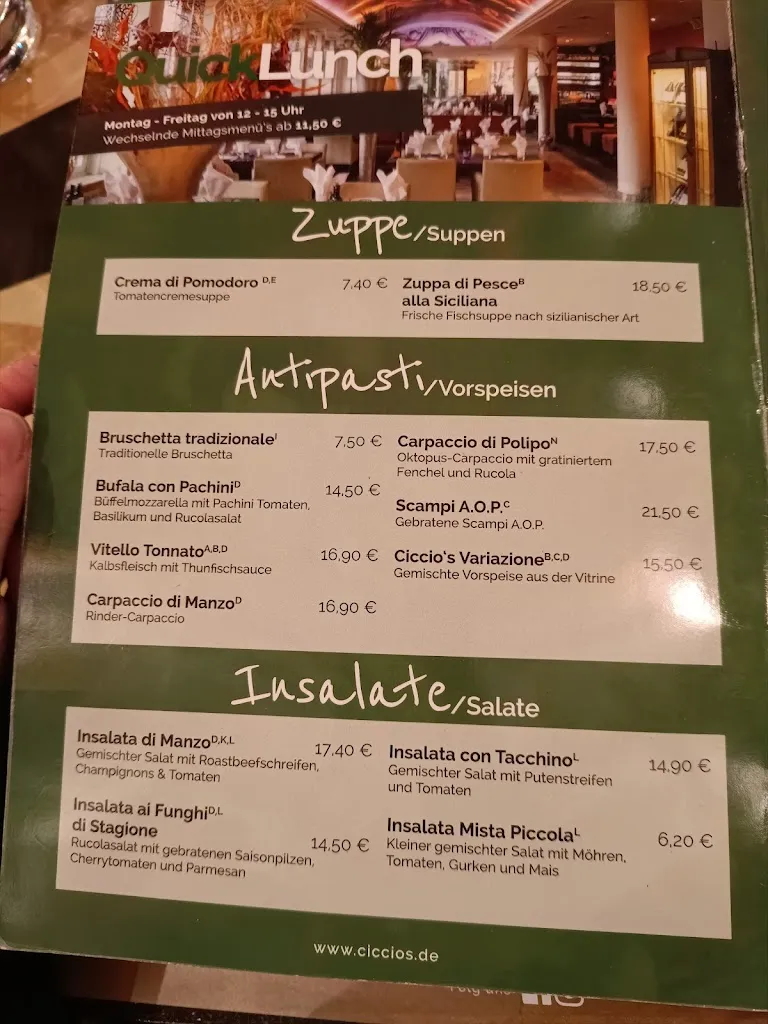 QuickLunch
Montag - Freitag von 12 - 15 Uhr
Wechselnde Mittagsmenü's ab 11,50 €
Zuppe/Suppen
Crema di Pomodoro D,E 7,40 €
Tomatencremesuppe
Zuppa di Pesce B 18,50 €
alla Siciliana
Frische Fischsuppe nach sizilianischer Art
Antipasti/Vorspeisen
Bruschetta tradizionale I 7,50 €
Traditionelle Bruschetta
Bufala con Pachini D 14,50 €
Büffelmozzarella mit Pachini Tomaten,
Basilikum und Rucolasalat
Vitello Tonnato A,B,D 16,90 €
Kalbsfleisch mit Thunfischsauce
Carpaccio di Manzo D 16,90 €
Rinder-Carpaccio
Carpaccio di Polipo N 17,50 €
Oktopus-Carpaccio mit gratiniertem
Fenchel und Rucola
Scampi A.O.P. C 21,50 €
Gebratene Scampi A.O.P.
Ciccio's Variazione B,C,D 15,50 €
Gemischte Vorspeise aus der Vitrine
Insalate/Salate
Insalata di Manzo D,K,L 17,40 €
Gemischter Salat mit Roastbeefschreifen,
Champignons & Tomaten
Insalata ai Funghi D,L
di Stagione 14,50 €
Rucolasalat mit gebratenen Saisonpilzen,
Cherrytomaten und Parmesan
Insalata con Tacchino L 14,90 €
Gemischter Salat mit Putenstreifen
und Tomaten
Insalata Mista Piccola L 6,20 €
Kleiner gemischter Salat mit Möhren,
Tomaten, Gurken und Mais
www.ciccios.de